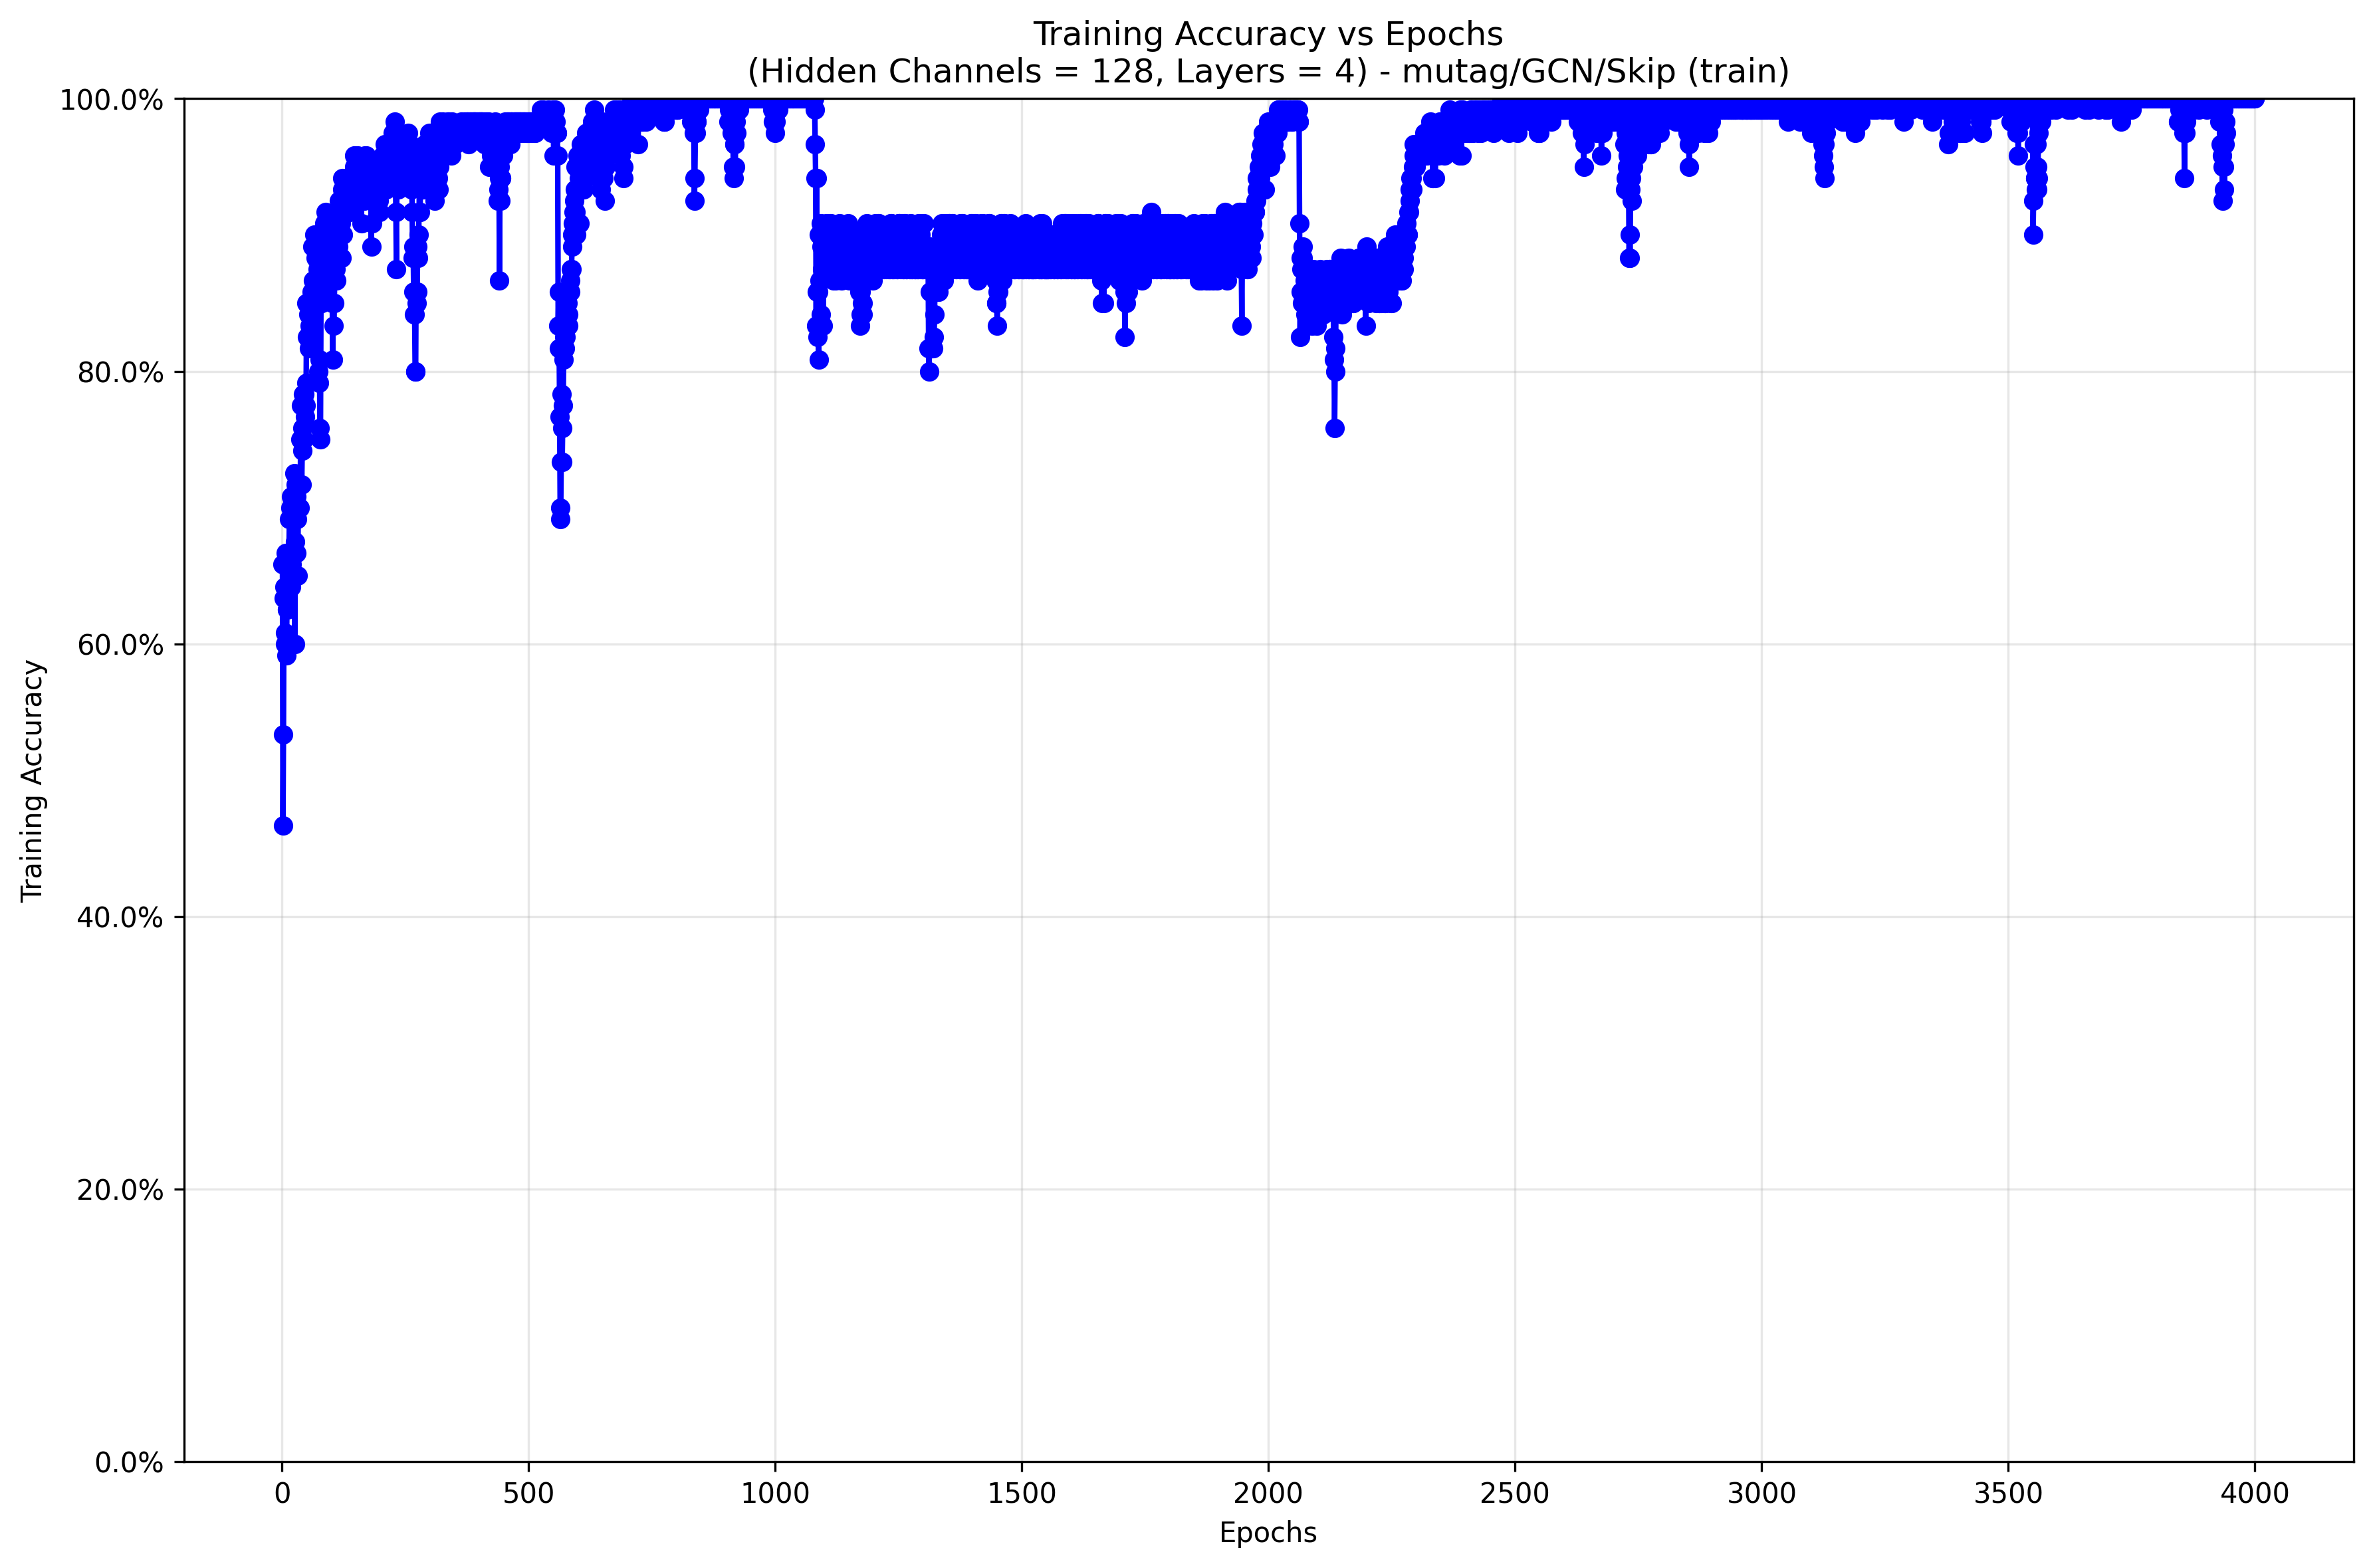 Training Accuracy vs Epochs
(Hidden Channels = 128, Layers = 4) - mutag/GCN/Skip (train)
100.0%
80.0%
60.0%
40.0%
20.0%
0.0%
Training Accuracy
0 500 1000 1500 2000 2500 3000 3500 4000
Epochs